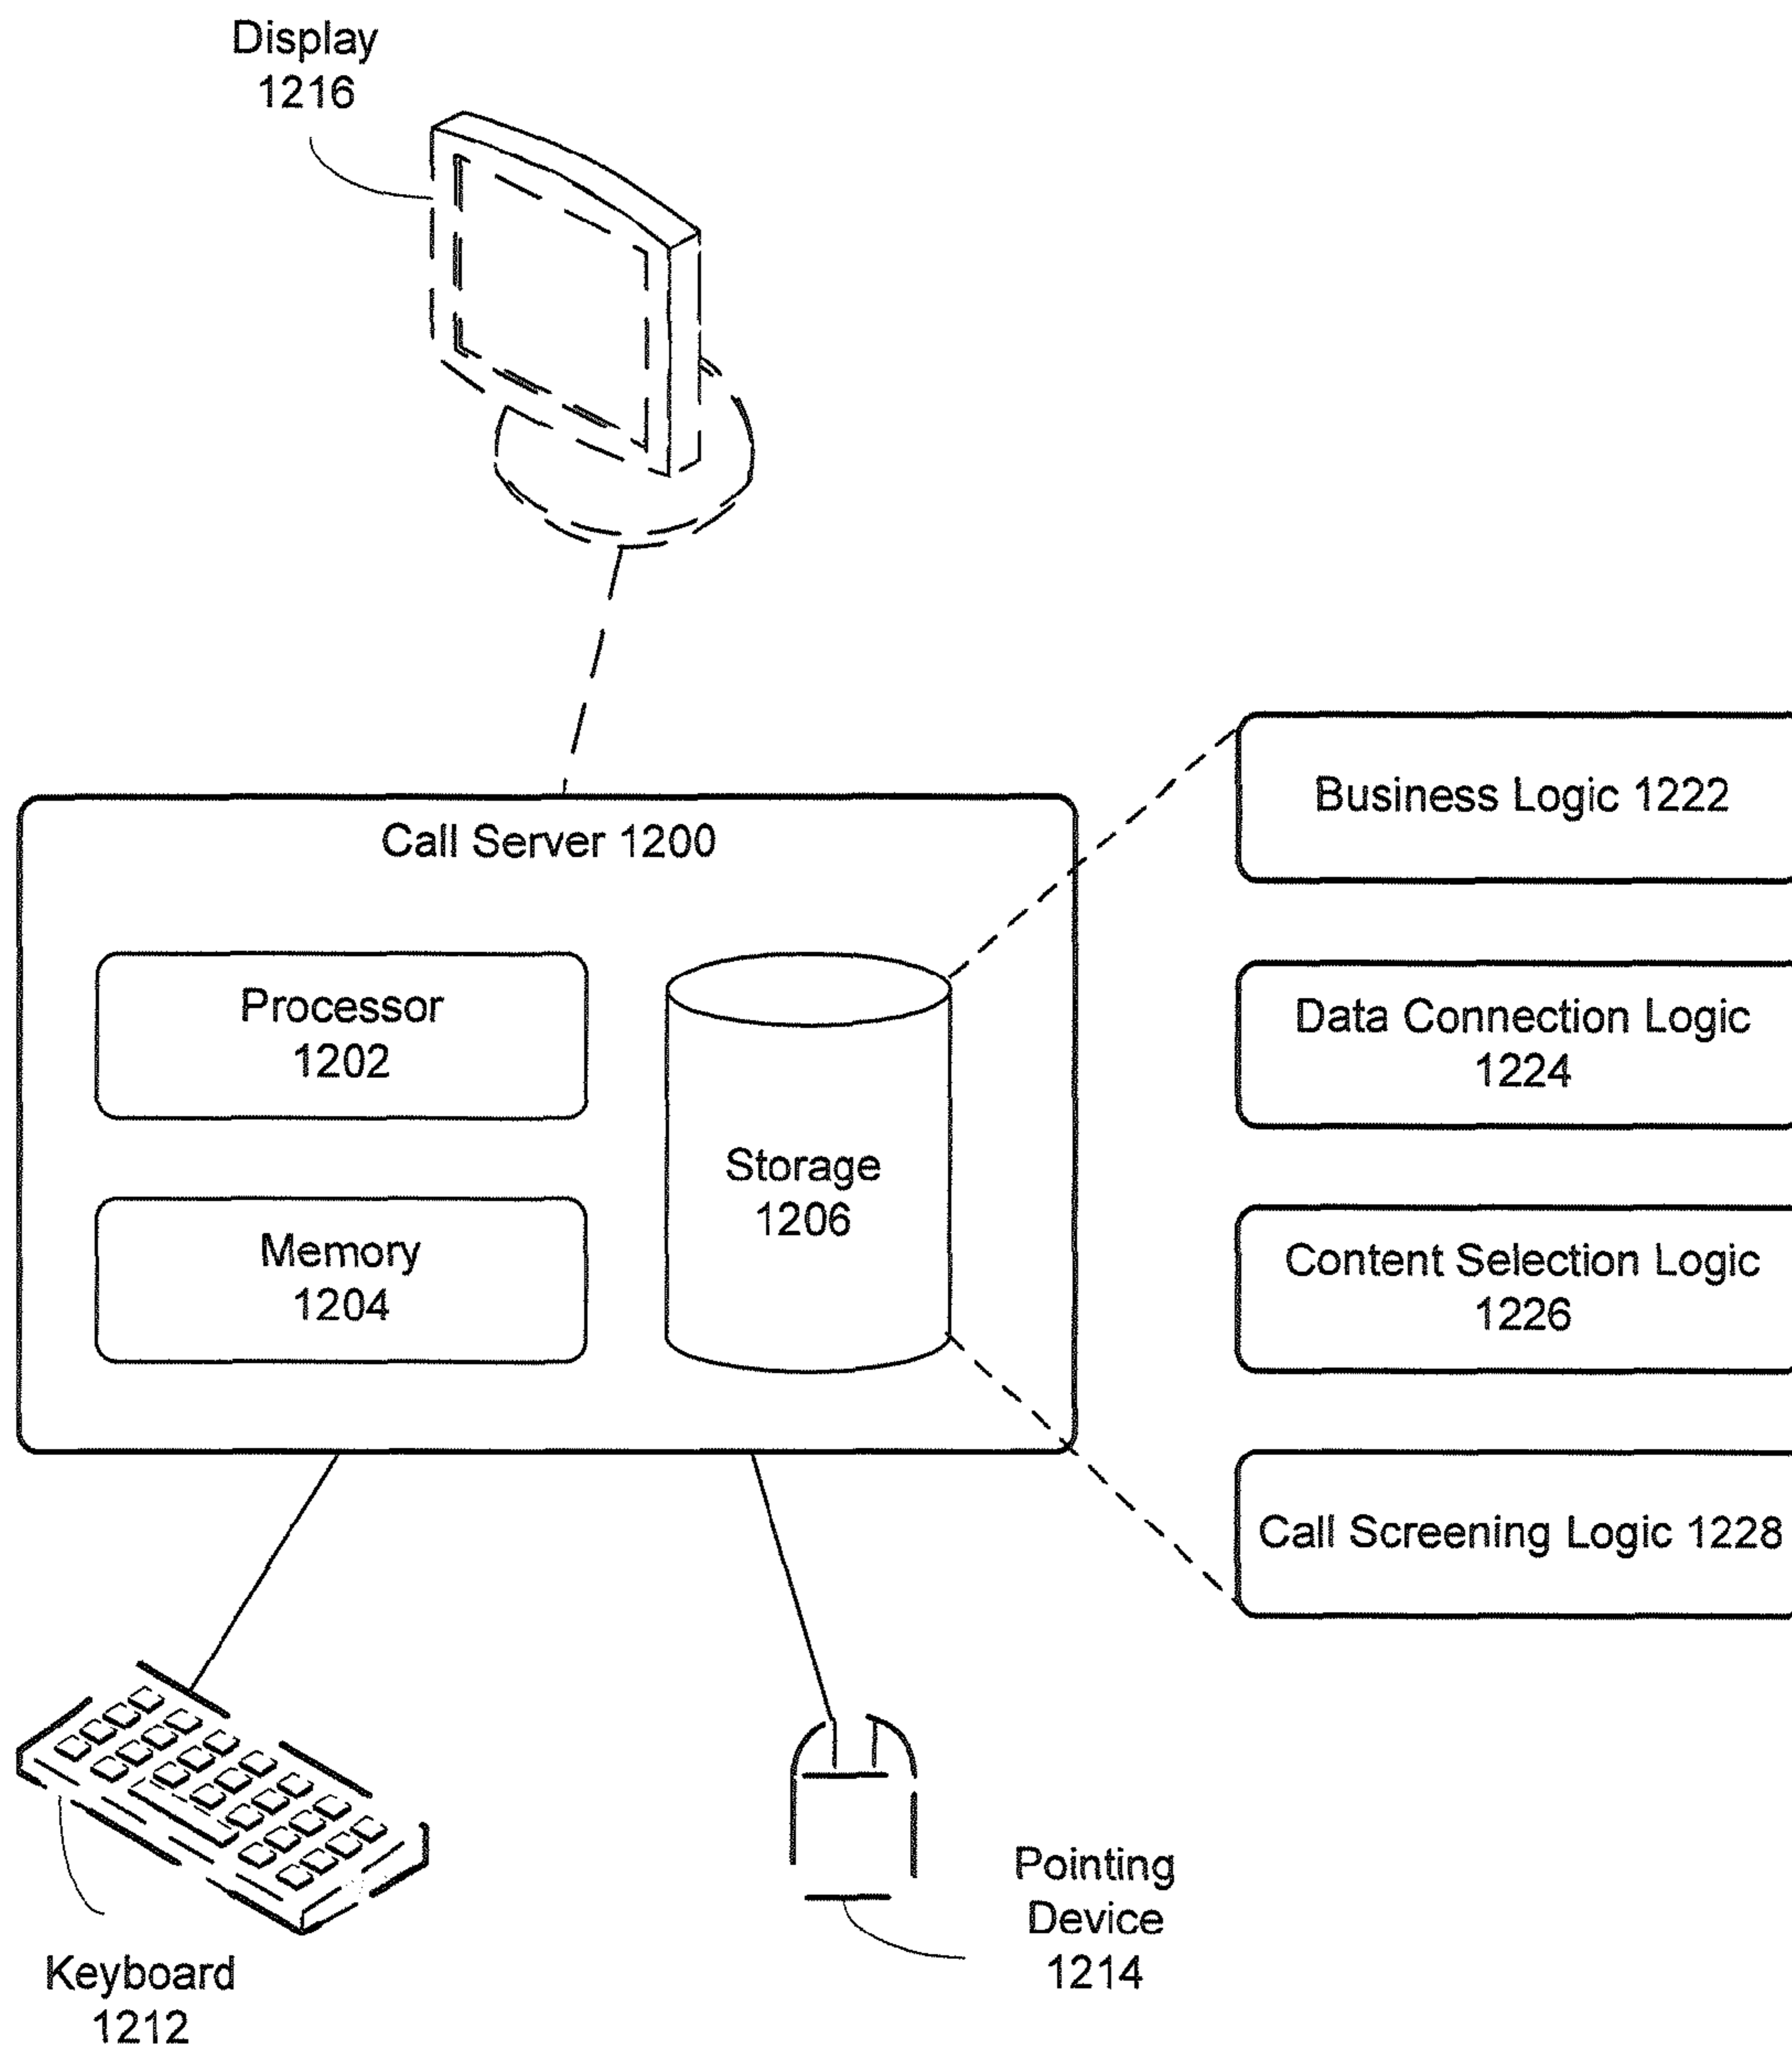 Display
1216
Business Logic 1222
Call Server 1200
Processor
1202
Data Connection Logic
1224
Storage
1206
Memory
1204
Content Selection Logic
1226
Call Screening Logic 1228
Pointing
Device
1214
Keyboard
1212